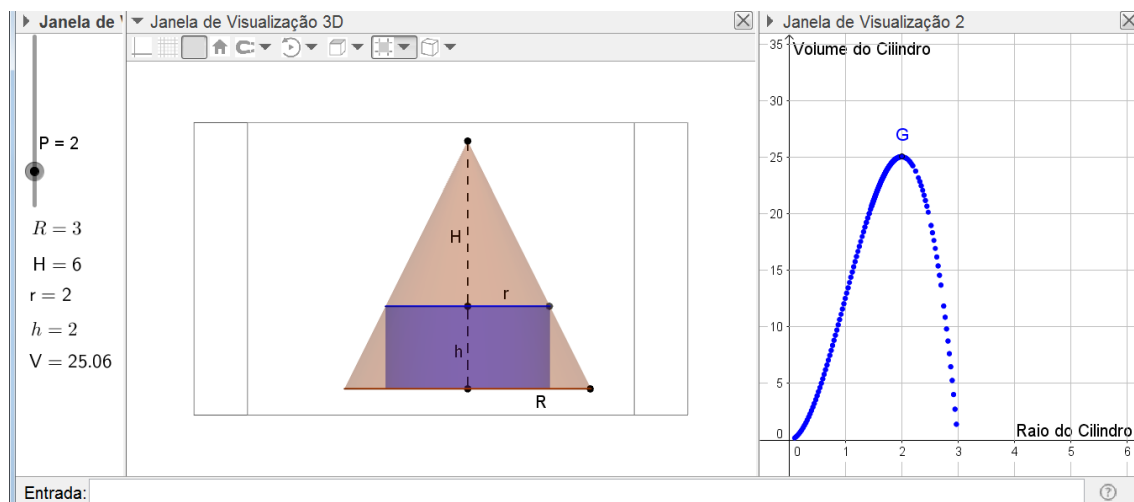 Janela de V
P = 2
R = 3
H = 6
r = 2
h = 2
V = 25.06
Janela de Visualização 3D
H
r
h
R
Janela de Visualização 2
Volume do Cilindro
35
30
25
20
15
10
5
0
G
Raio do Cilindro
0 1 2 3 4 5 6
Entrada: